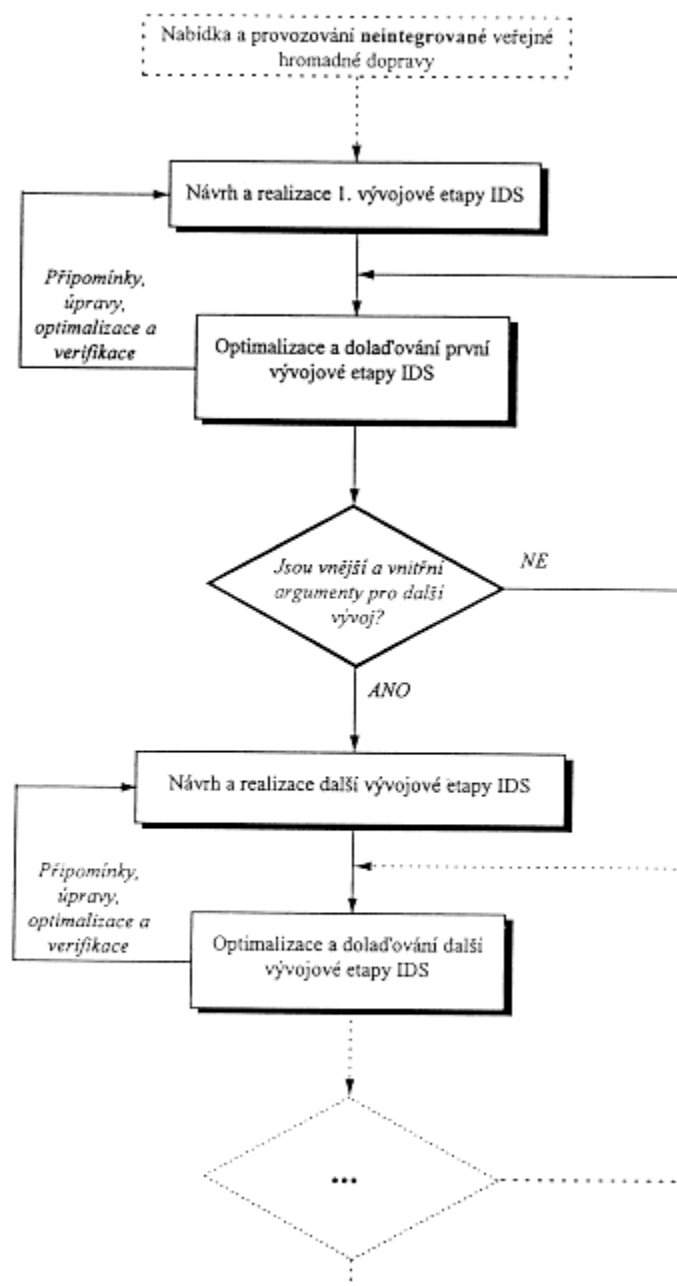 Nabídka a provozování neintegrované veřejné
hromadné dopravy
Návrh a realizace 1. vývojové etapy IDS
Připomínky,
úpravy,
optimalizace a
verifikace
Optimalizace a dolaďování první
vývojové etapy IDS
Jsou vnější a vnitřní
argumenty pro další
vývoj?
NE
ANO
Návrh a realizace další vývojové etapy IDS
Připomínky,
úpravy,
optimalizace a
verifikace
Optimalizace a dolaďování další
vývojové etapy IDS
...